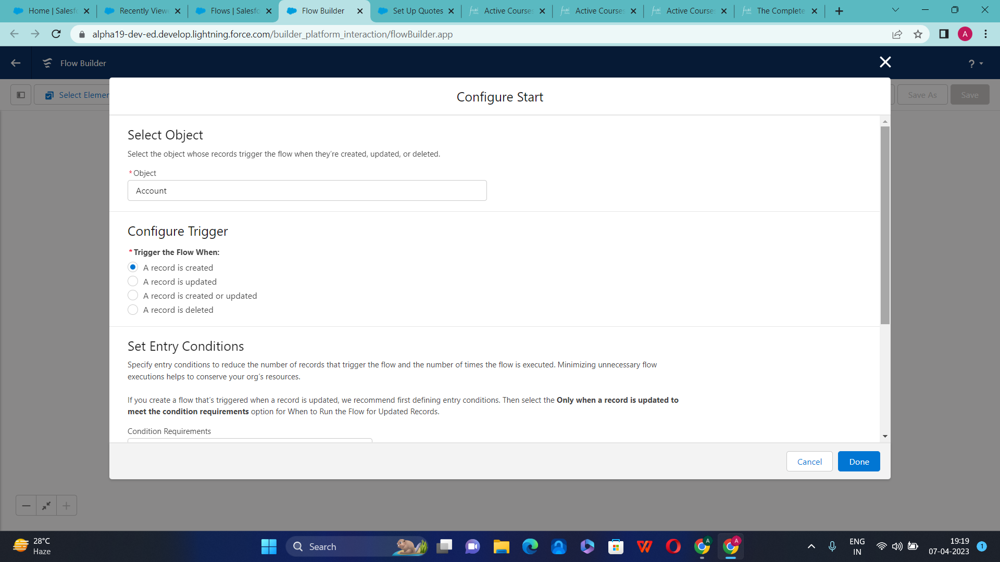 Home | Salesfo
Recently Viewe
Flows | Salesfo
Flow Builder
Set Up Quotes
Active Courses
Active Courses
Active Courses
The Complete
alpha19-dev-ed.develop.lightning.force.com/builder_platform_interaction/flowBuilder.app
A
Flow Builder
?
Select Elemen
Save As
Save
Configure Start
Select Object
Select the object whose records trigger the flow when they're created, updated, or deleted.
*Object
Account
Configure Trigger
*Trigger the Flow When:
A record is created
A record is updated
A record is created or updated
A record is deleted
Set Entry Conditions
Specify entry conditions to reduce the number of records that trigger the flow and the number of times the flow is executed. Minimizing unnecessary flow
executions helps to conserve your org's resources.
If you create a flow that's triggered when a record is updated, we recommend first defining entry conditions. Then select the Only when a record is updated to
meet the condition requirements option for When to Run the Flow for Updated Records.
Condition Requirements
Cancel
Done
28°C
Haze
Search
A
A
ENG
IN
19:19
07-04-2023
1